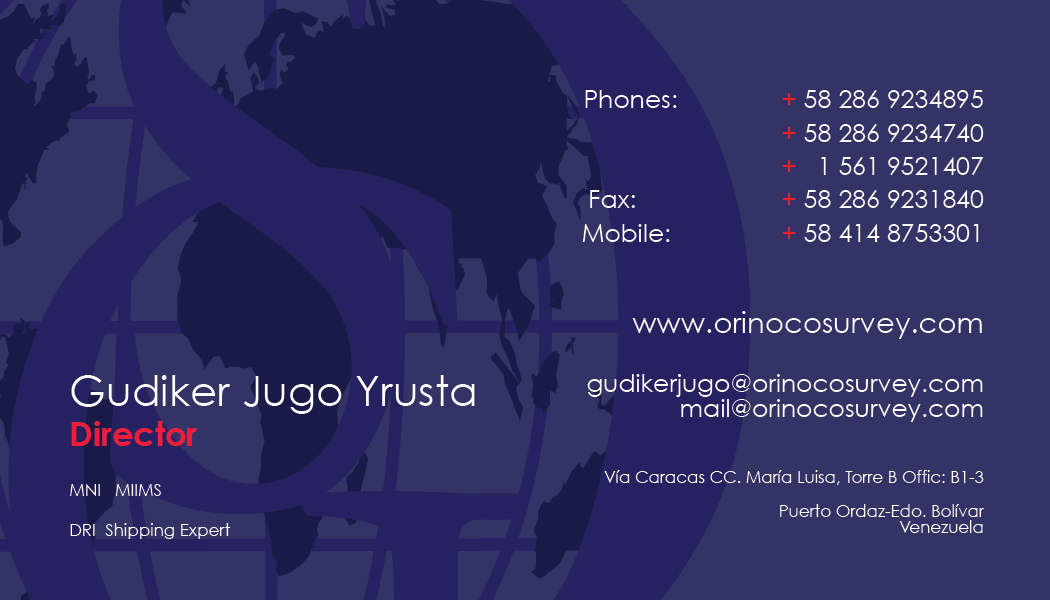 Phones: + 58 286 9234895
+ 58 286 9234740
+ 1 561 9521407
Fax: + 58 286 9231840
Mobile: + 58 414 8753301
www.orinocosurvey.com
gudikerjugo@orinocosurvey.com
mail@orinocosurvey.com
Gudiker Jugo Yrusta
Director
MNI MIIMS
DRI Shipping Expert
Vía Caracas CC. María Luisa, Torre B Offic: B1-3
Puerto Ordaz-Edo. Bolívar
Venezuela